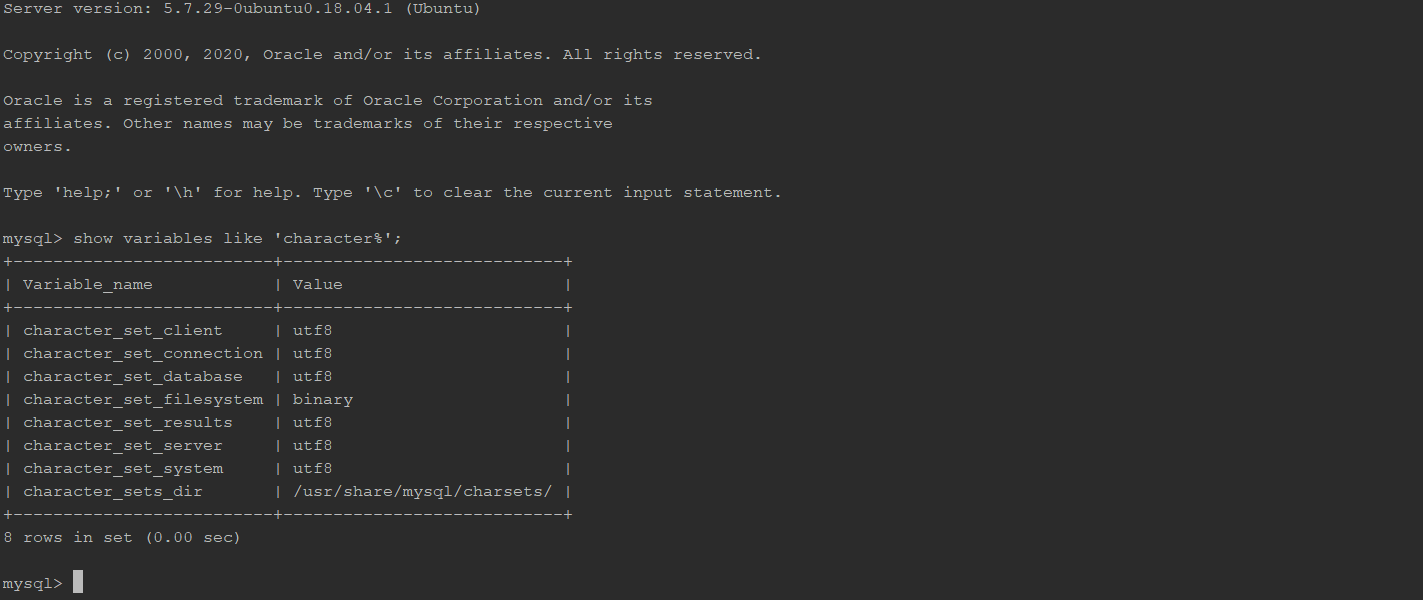 Server version: 5.7.29-0ubuntu0.18.04.1 (Ubuntu)
Copyright (c) 2000, 2020, Oracle and/or its affiliates. All rights reserved.
Oracle is a registered trademark of Oracle Corporation and/or its
affiliates. Other names may be trademarks of their respective
owners.
Type 'help;' or '\h' for help. Type '\c' to clear the current input statement.
mysql> show variables like 'character%';
+--------------------------+----------------------------+
| Variable_name            | Value                      |
+--------------------------+----------------------------+
| character_set_client     | utf8                       |
| character_set_connection | utf8                       |
| character_set_database   | utf8                       |
| character_set_filesystem | binary                     |
| character_set_results    | utf8                       |
| character_set_server     | utf8                       |
| character_set_system     | utf8                       |
| character_sets_dir       | /usr/share/mysql/charsets/ |
+--------------------------+----------------------------+
8 rows in set (0.00 sec)
mysql>